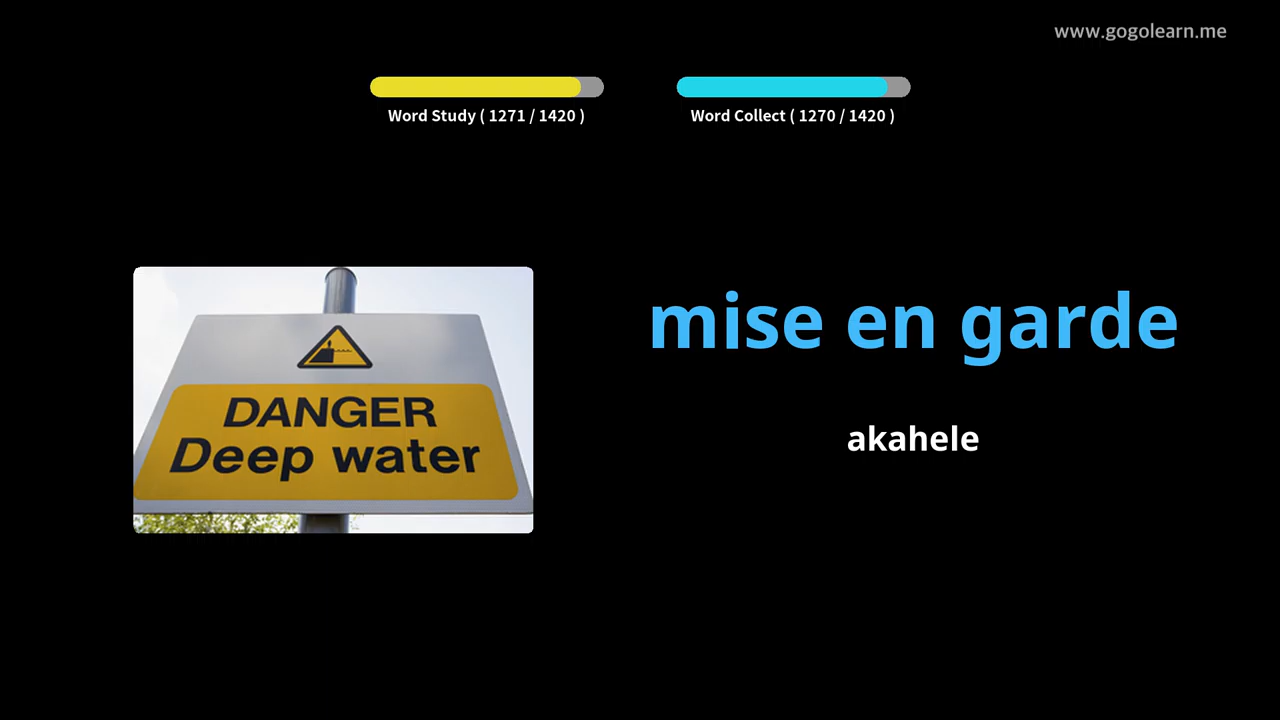 www.gogolearn.me
Word Study ( 1271 / 1420 )
Word Collect ( 1270 / 1420 )
DANGER
Deep water
mise en garde
akahele